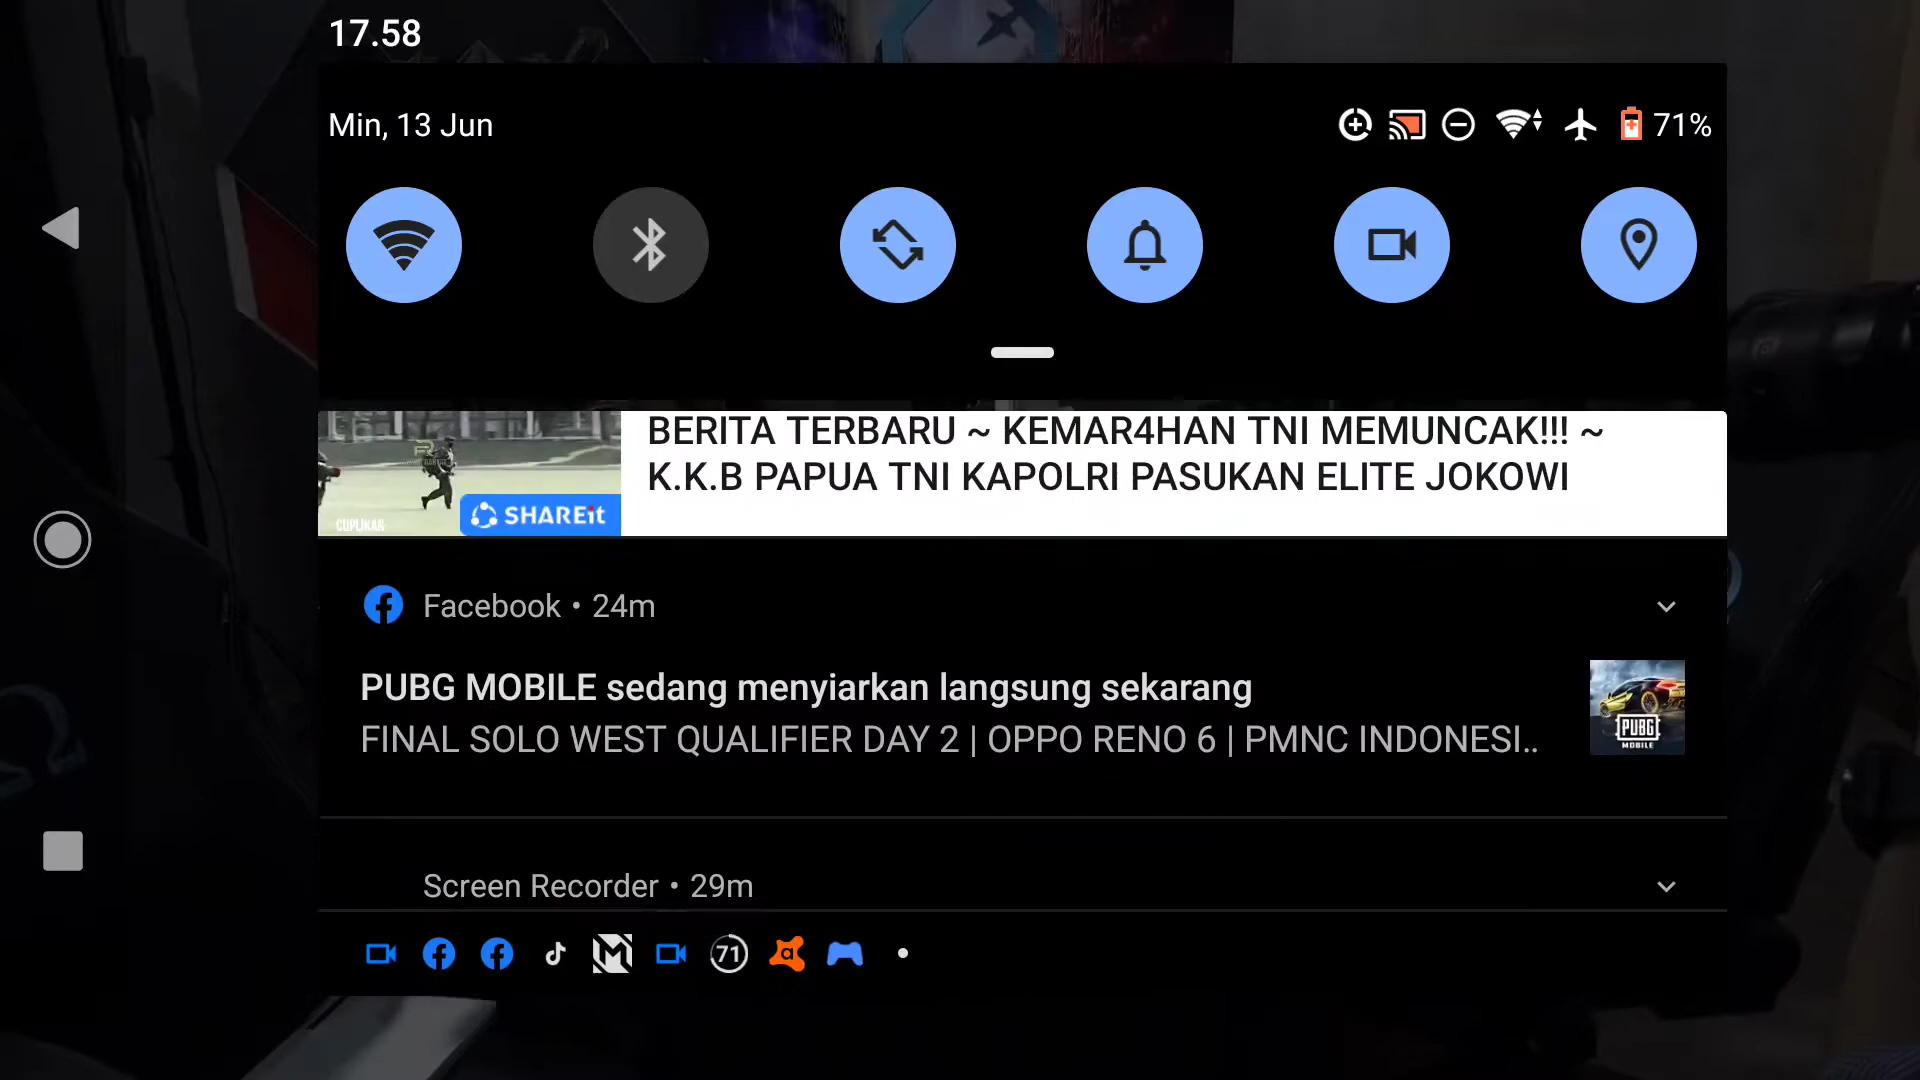 17.58
Min, 13 Jun
71%
BERITA TERBARU ~ KEMAR4HAN TNI MEMUNCAK!!! ~
K.K.B PAPUA TNI KAPOLRI PASUKAN ELITE JOKOWI
CUPLIKAN
SHAREit
Facebook • 24m
PUBG MOBILE sedang menyiarkan langsung sekarang
FINAL SOLO WEST QUALIFIER DAY 2 | OPPO RENO 6 | PMNC INDONESI..
PUBG
MOBILE
Screen Recorder • 29m
71